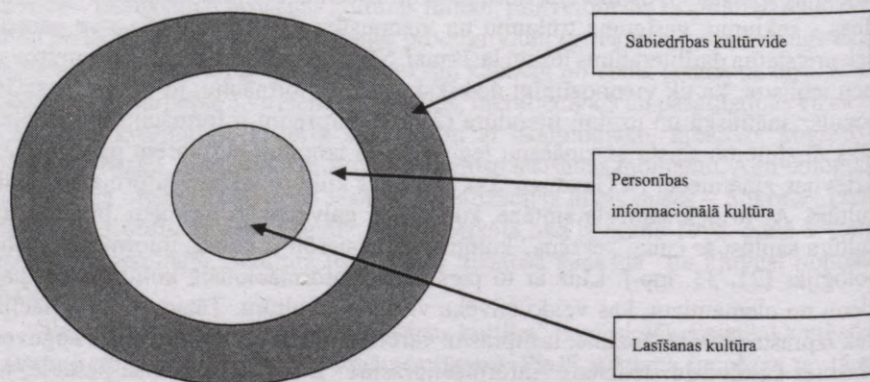 Sabiedrības kultūrvide
Personības
informacionālā kultūra
Lasīšanas kultūra